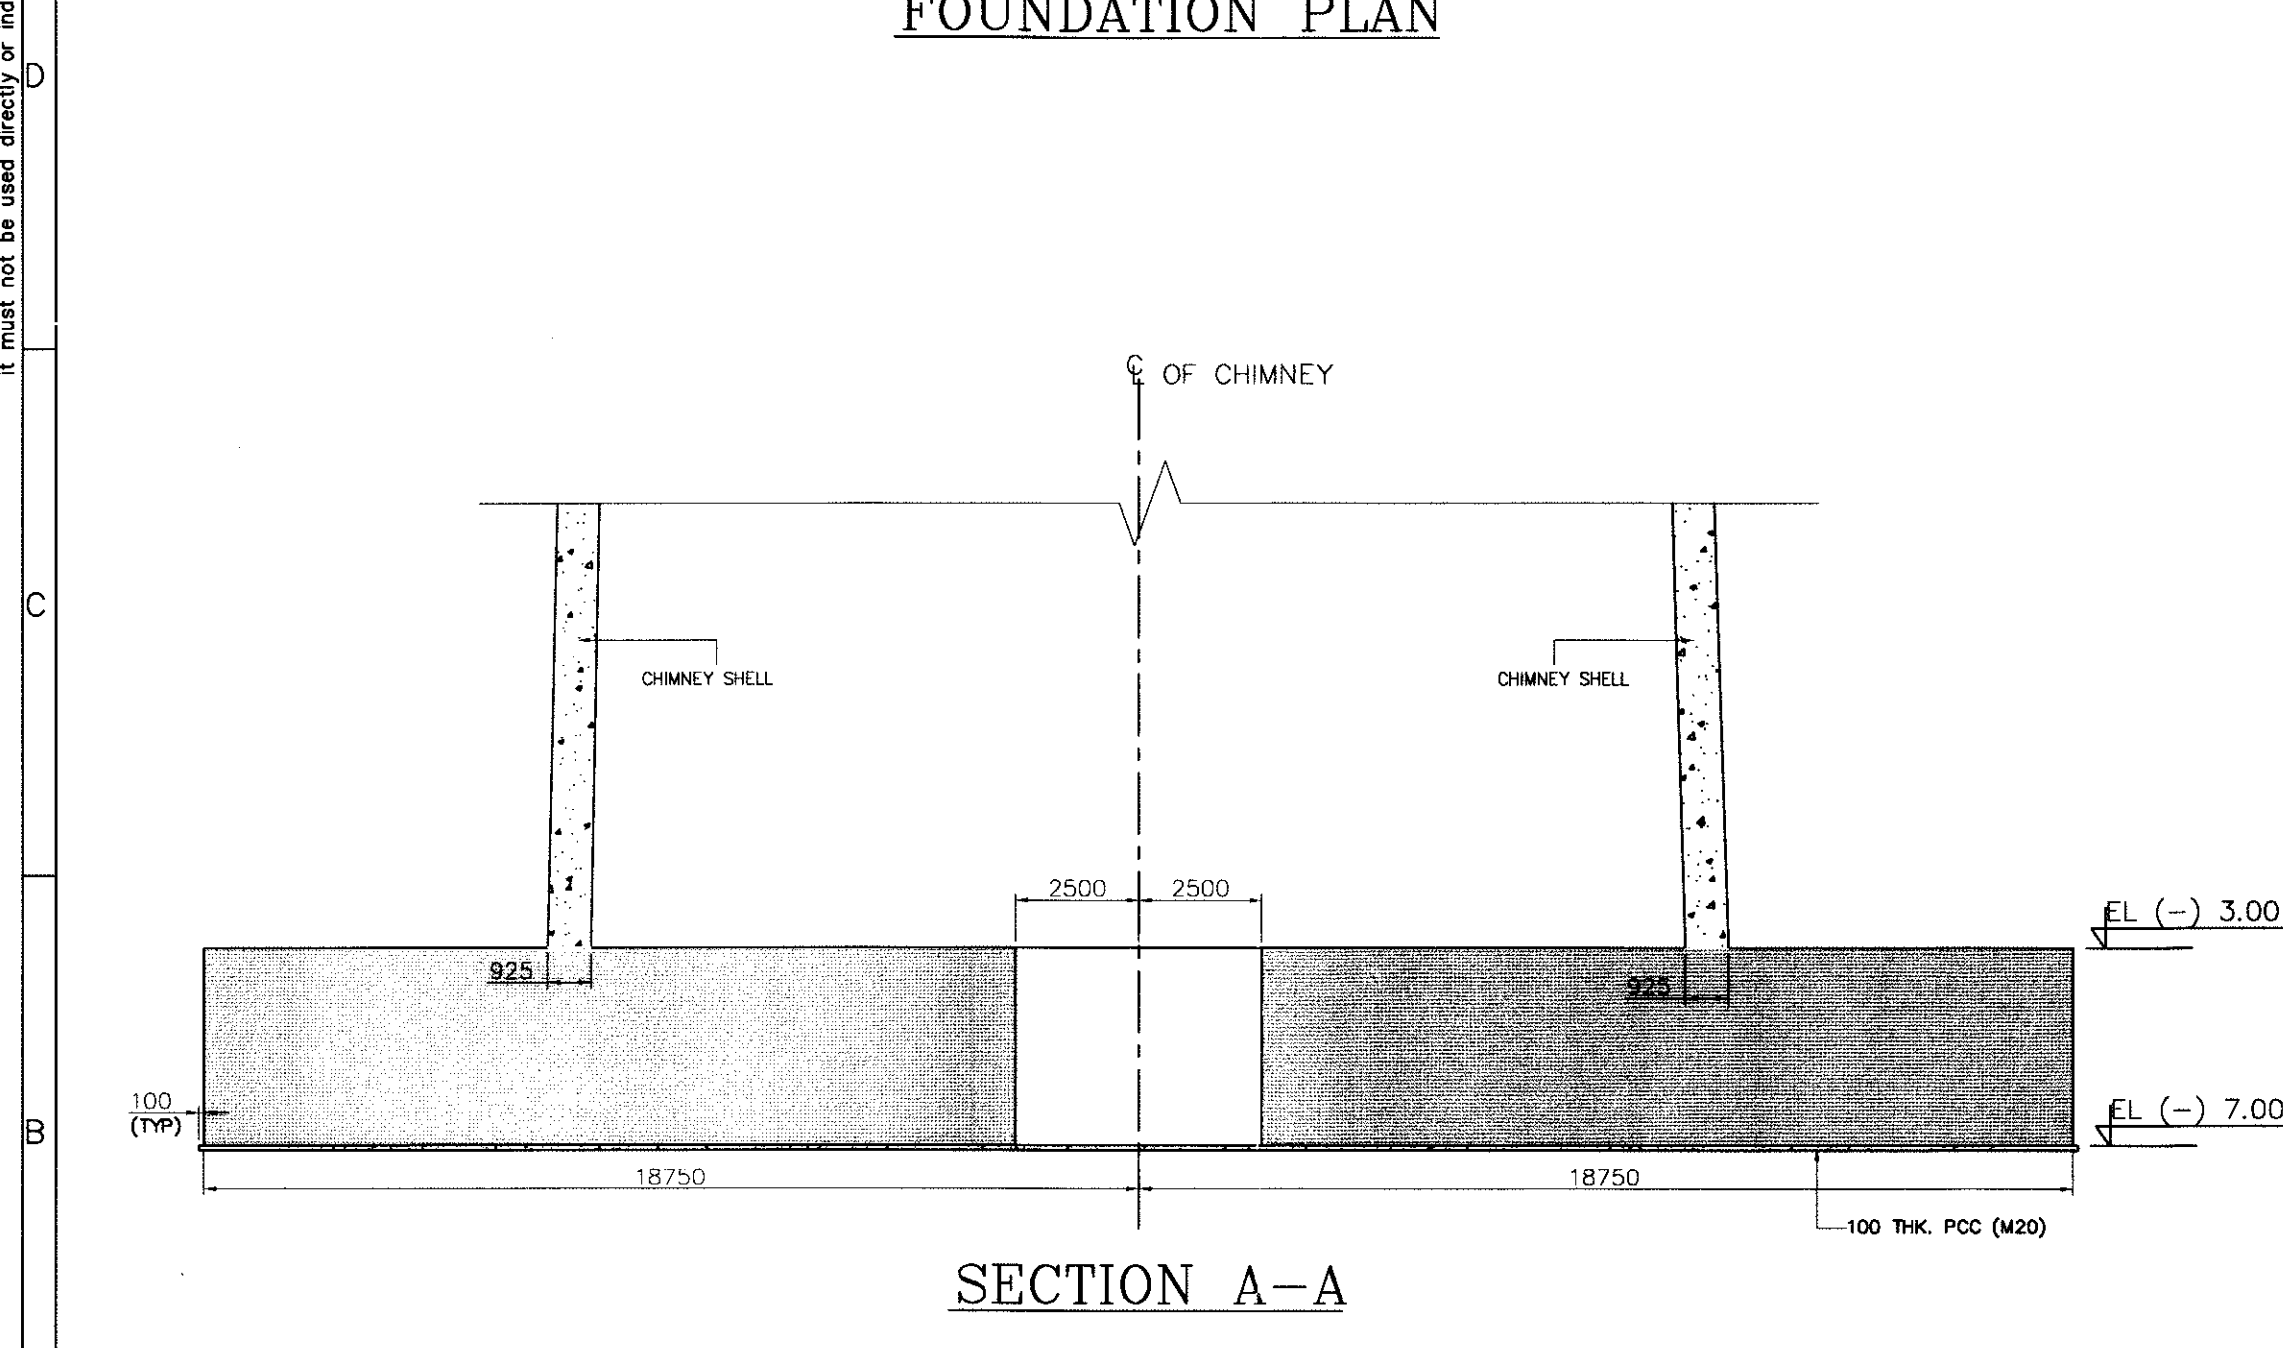 FOUNDATION PLAN
it must not be used directly or ind
D
C
B
℄ OF CHIMNEY
CHIMNEY SHELL
CHIMNEY SHELL
2500
2500
EL (-) 3.00
925
925
100
(TYP)
EL (-) 7.00
18750
18750
100 THK. PCC (M20)
SECTION A-A